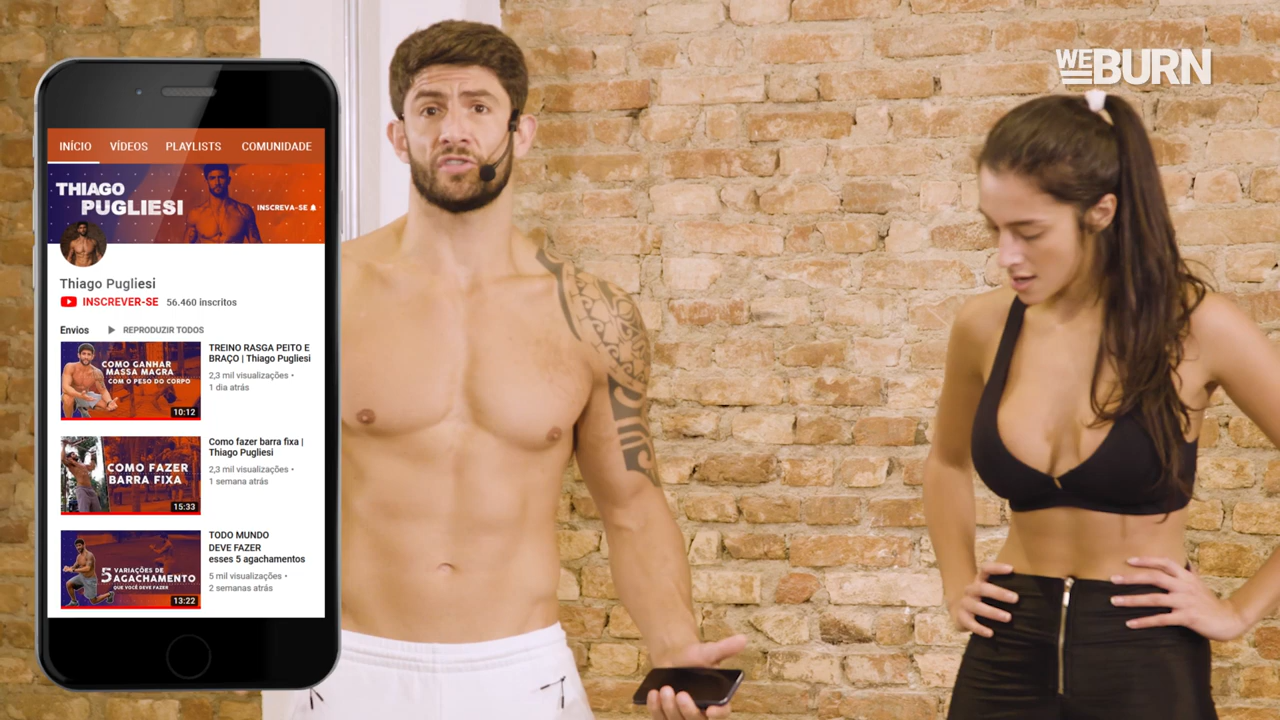 WE BURN
INÍCIO VÍDEOS PLAYLISTS COMUNIDADE
THIAGO
PUGLIESI
INSCREVA-SE
Thiago Pugliesi
INSCREVER-SE 56.460 inscritos
Envios REPRODUZIR TODOS
COMO GANHAR
MASSA MAGRA
COM O PESO DO CORPO
10:12
TREINO RASGA PEITO E
BRAÇO | Thiago Pugliesi
2,3 mil visualizações •
1 dia atrás
COMO FAZER
BARRA FIXA
15:33
Como fazer barra fixa |
Thiago Pugliesi
2,3 mil visualizações •
1 semana atrás
5 VARIAÇÕES DE
AGACHAMENTO
QUE VOCÊ DEVE FAZER
13:22
TODO MUNDO
DEVE FAZER
esses 5 agachamentos
5 mil visualizações •
2 semanas atrás